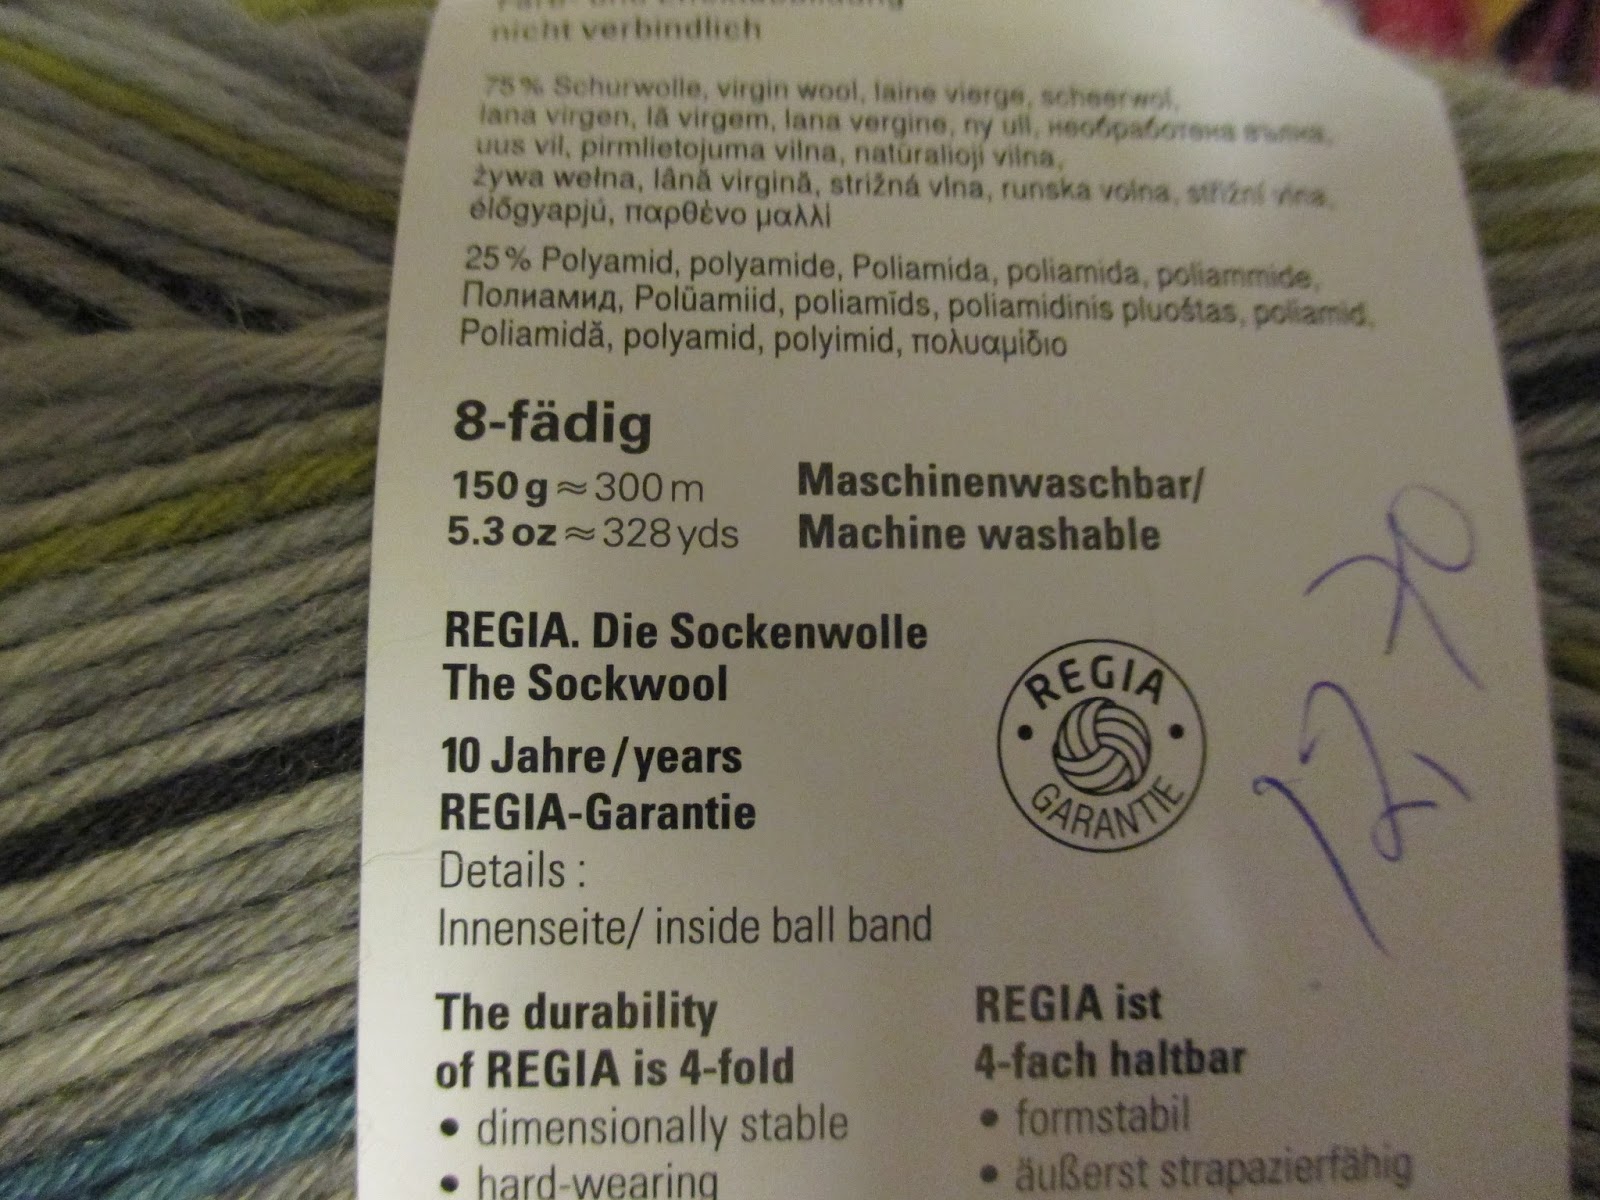 nicht verbindlich
75% Schurwolle, virgin wool, laine vierge, scheerwol,
lana virgen, lã virgem, lana vergine, ny ull, необработена вълна,
uus vill, pirmlietojuma vilna, natūralioji vilna,
żywa wełna, lână virgină, strižná vlna, runska volna, střižní vlna,
élőgyapjú, παρθένο μαλλί
25% Polyamid, polyamide, Poliamida, poliamida, poliammide,
Полиамид, Polüamiid, poliamīds, poliamidinis pluoštas, poliamid,
Poliamidă, polyamid, polyimid, πολυαμίδιο
8-fädig
150 g ≈ 300 m
5.3 oz ≈ 328 yds
Maschinenwaschbar/
Machine washable
REGIA. Die Sockenwolle
The Sockwool
10 Jahre/years
REGIA-Garantie
Details :
Innenseite/ inside ball band
REGIA
GARANTIE
12,70
The durability
of REGIA is 4-fold
• dimensionally stable
• hard-wearing
REGIA ist
4-fach haltbar
• formstabil
• äußerst strapazierfähig